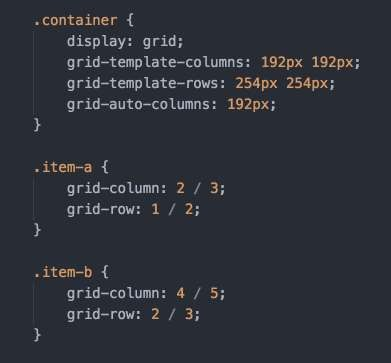 .container {
display: grid;
grid-template-columns: 192px 192px;
grid-template-rows: 254px 254px;
grid-auto-columns: 192px;
}
.item-a {
grid-column: 2 / 3;
grid-row: 1 / 2;
}
.item-b {
grid-column: 4 / 5;
grid-row: 2 / 3;
}